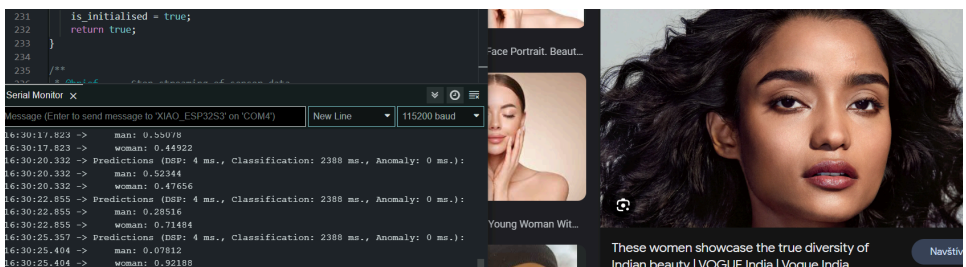 231 is_initialised = true;
232 return true;
233 }
234
235 /**
Serial Monitor ×
Message (Enter to send message to 'XIAO_ESP32S3' on 'COM4')
New Line
115200 baud
16:30:17.823 -> man: 0.55078
16:30:17.823 -> woman: 0.44922
16:30:20.332 -> Predictions (DSP: 4 ms., Classification: 2388 ms., Anomaly: 0 ms.):
16:30:20.332 -> man: 0.52344
16:30:20.332 -> woman: 0.47656
16:30:22.855 -> Predictions (DSP: 4 ms., Classification: 2388 ms., Anomaly: 0 ms.):
16:30:22.855 -> man: 0.28516
16:30:22.855 -> woman: 0.71484
16:30:25.357 -> Predictions (DSP: 4 ms., Classification: 2388 ms., Anomaly: 0 ms.):
16:30:25.404 -> man: 0.07812
16:30:25.404 -> woman: 0.92188
Face Portrait. Beaut...
Young Woman Wit...
These women showcase the true diversity of
Indian beauty | VOGUE India | Vogue India
Navštív